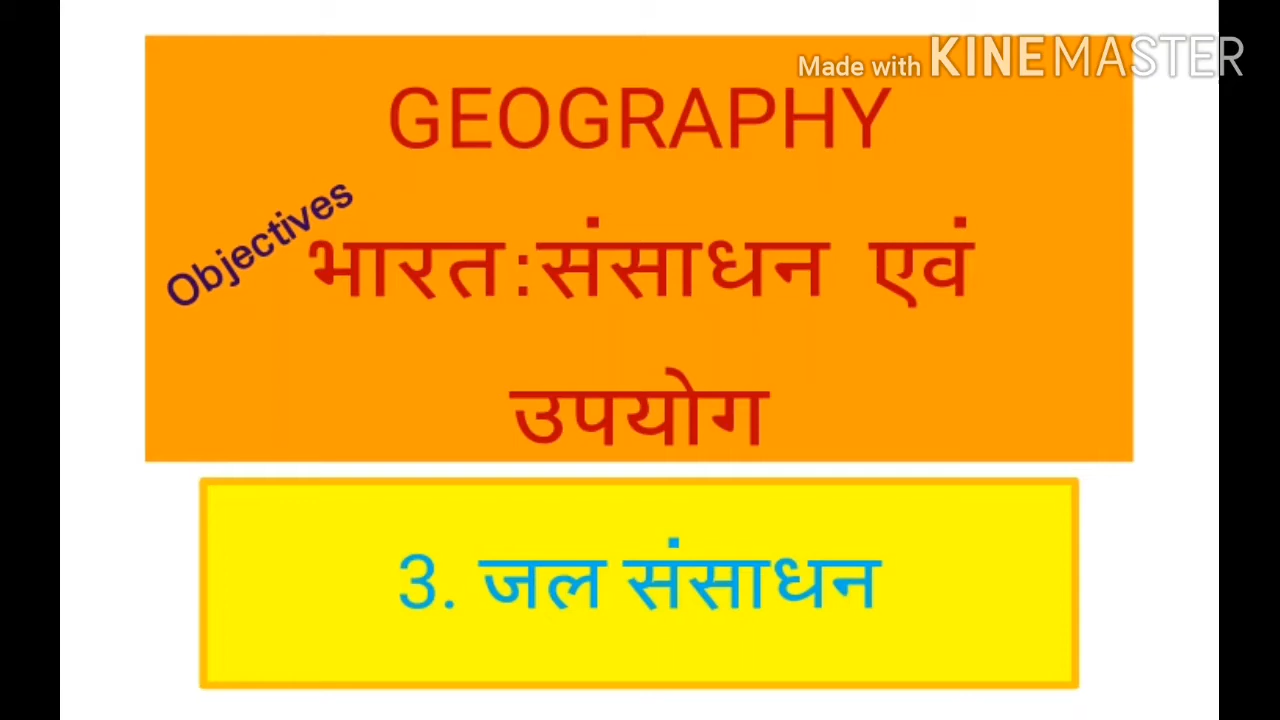 Made with KINEMASTER
GEOGRAPHY
Objectives
भारत:संसाधन एवं
उपयोग
3. जल संसाधन